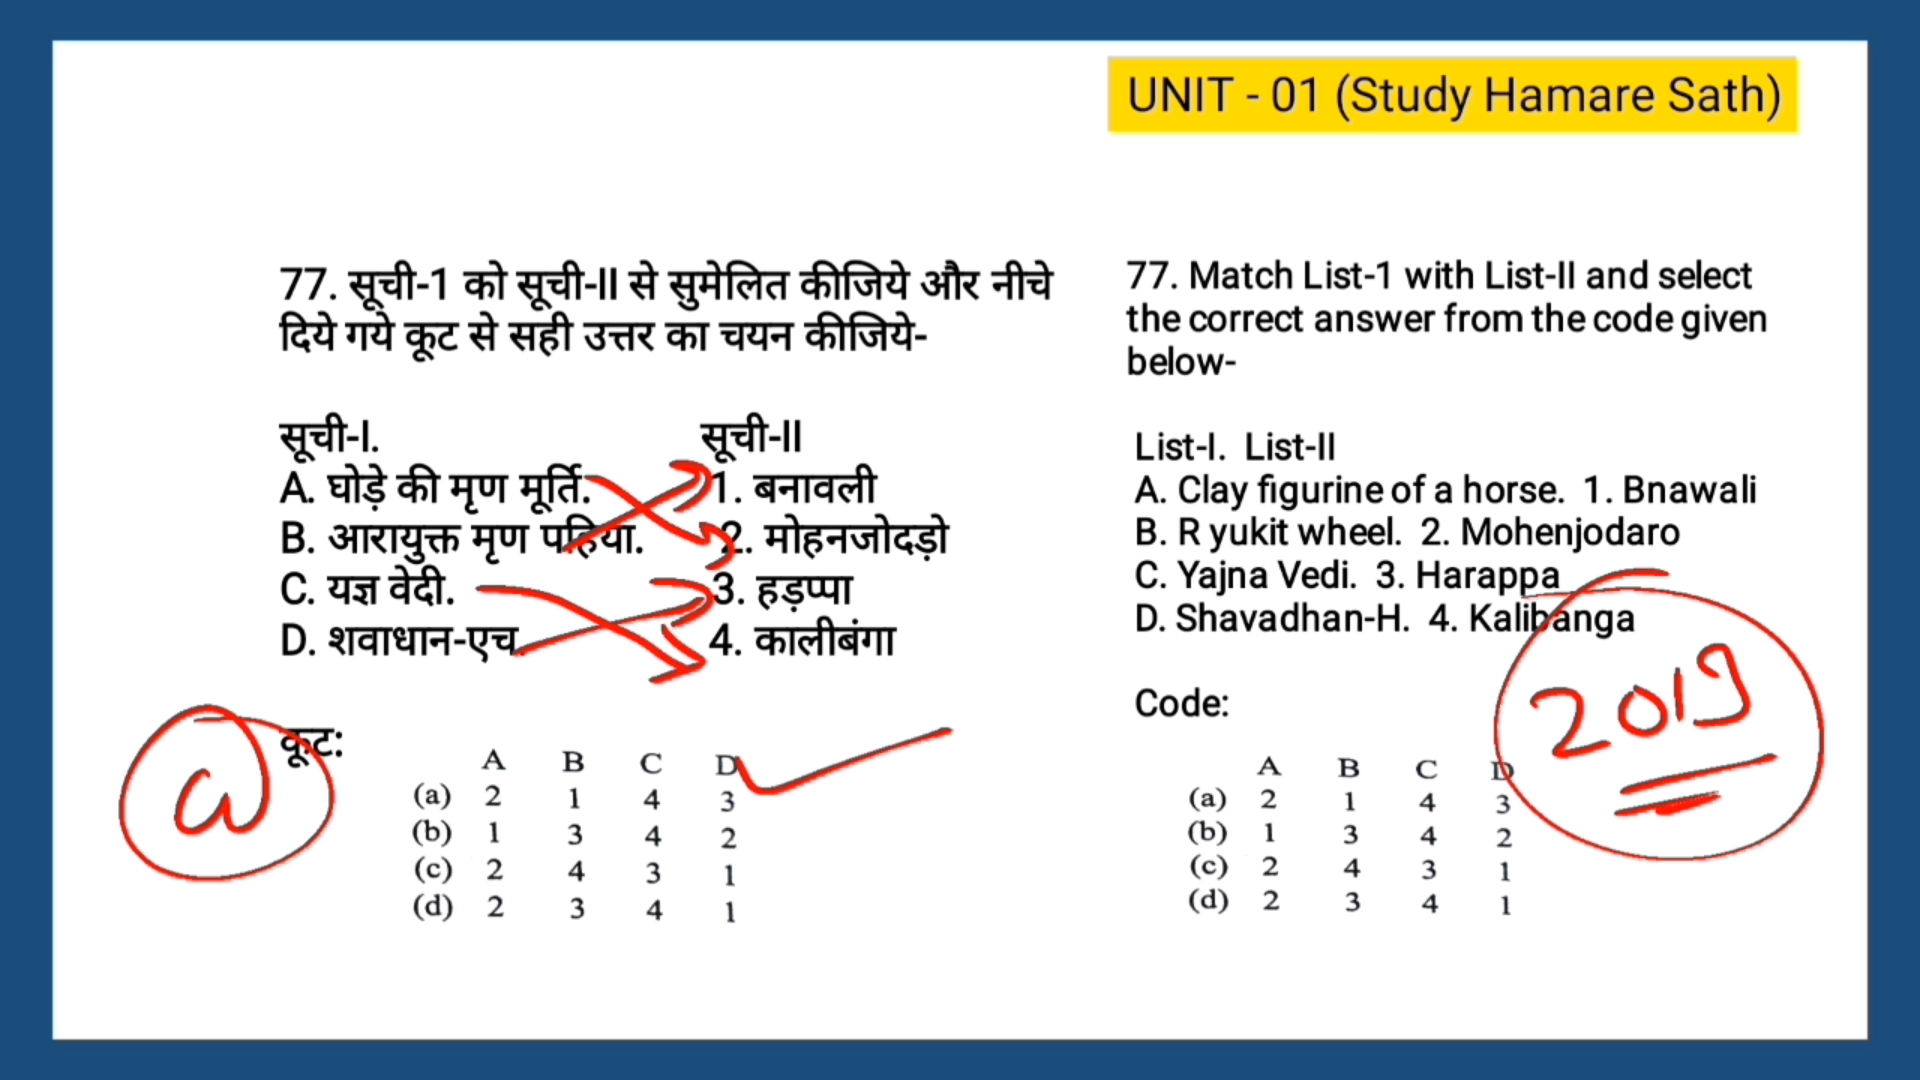 UNIT - 01 (Study Hamare Sath)
77. सूची-1 को सूची-II से सुमेलित कीजिये और नीचे
दिये गये कूट से सही उत्तर का चयन कीजिये-
सूची-I. सूची-II
A. घोड़े की मृण मूर्ति. 1. बनावली
B. आरायुक्त मृण पहिया. 2. मोहनजोदड़ो
C. यज्ञ वेदी. 3. हड़प्पा
D. शवाधान-एच. 4. कालीबंगा
कूट:
A B C D
(a) 2 1 4 3
(b) 1 3 4 2
(c) 2 4 3 1
(d) 2 3 4 1
a
77. Match List-1 with List-II and select
the correct answer from the code given
below-
List-I. List-II
A. Clay figurine of a horse. 1. Bnawali
B. R yukit wheel. 2. Mohenjodaro
C. Yajna Vedi. 3. Harappa
D. Shavadhan-H. 4. Kalibanga
Code:
A B C D
(a) 2 1 4 3
(b) 1 3 4 2
(c) 2 4 3 1
(d) 2 3 4 1
2019